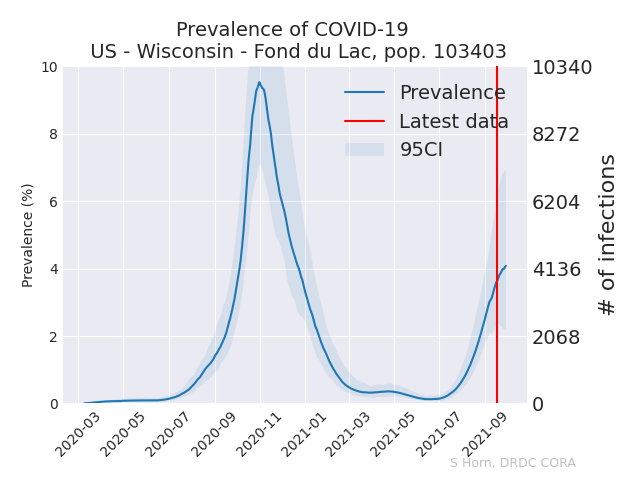 Prevalence of COVID-19
US - Wisconsin - Fond du Lac, pop. 103403
Prevalence (%)
10
8
6
4
2
0
Prevalence
Latest data
95CI
10340
8272
6204
4136
2068
0
# of infections
2020-03
2020-05
2020-07
2020-09
2020-11
2021-01
2021-03
2021-05
2021-07
2021-09
S Horn, DRDC CORA